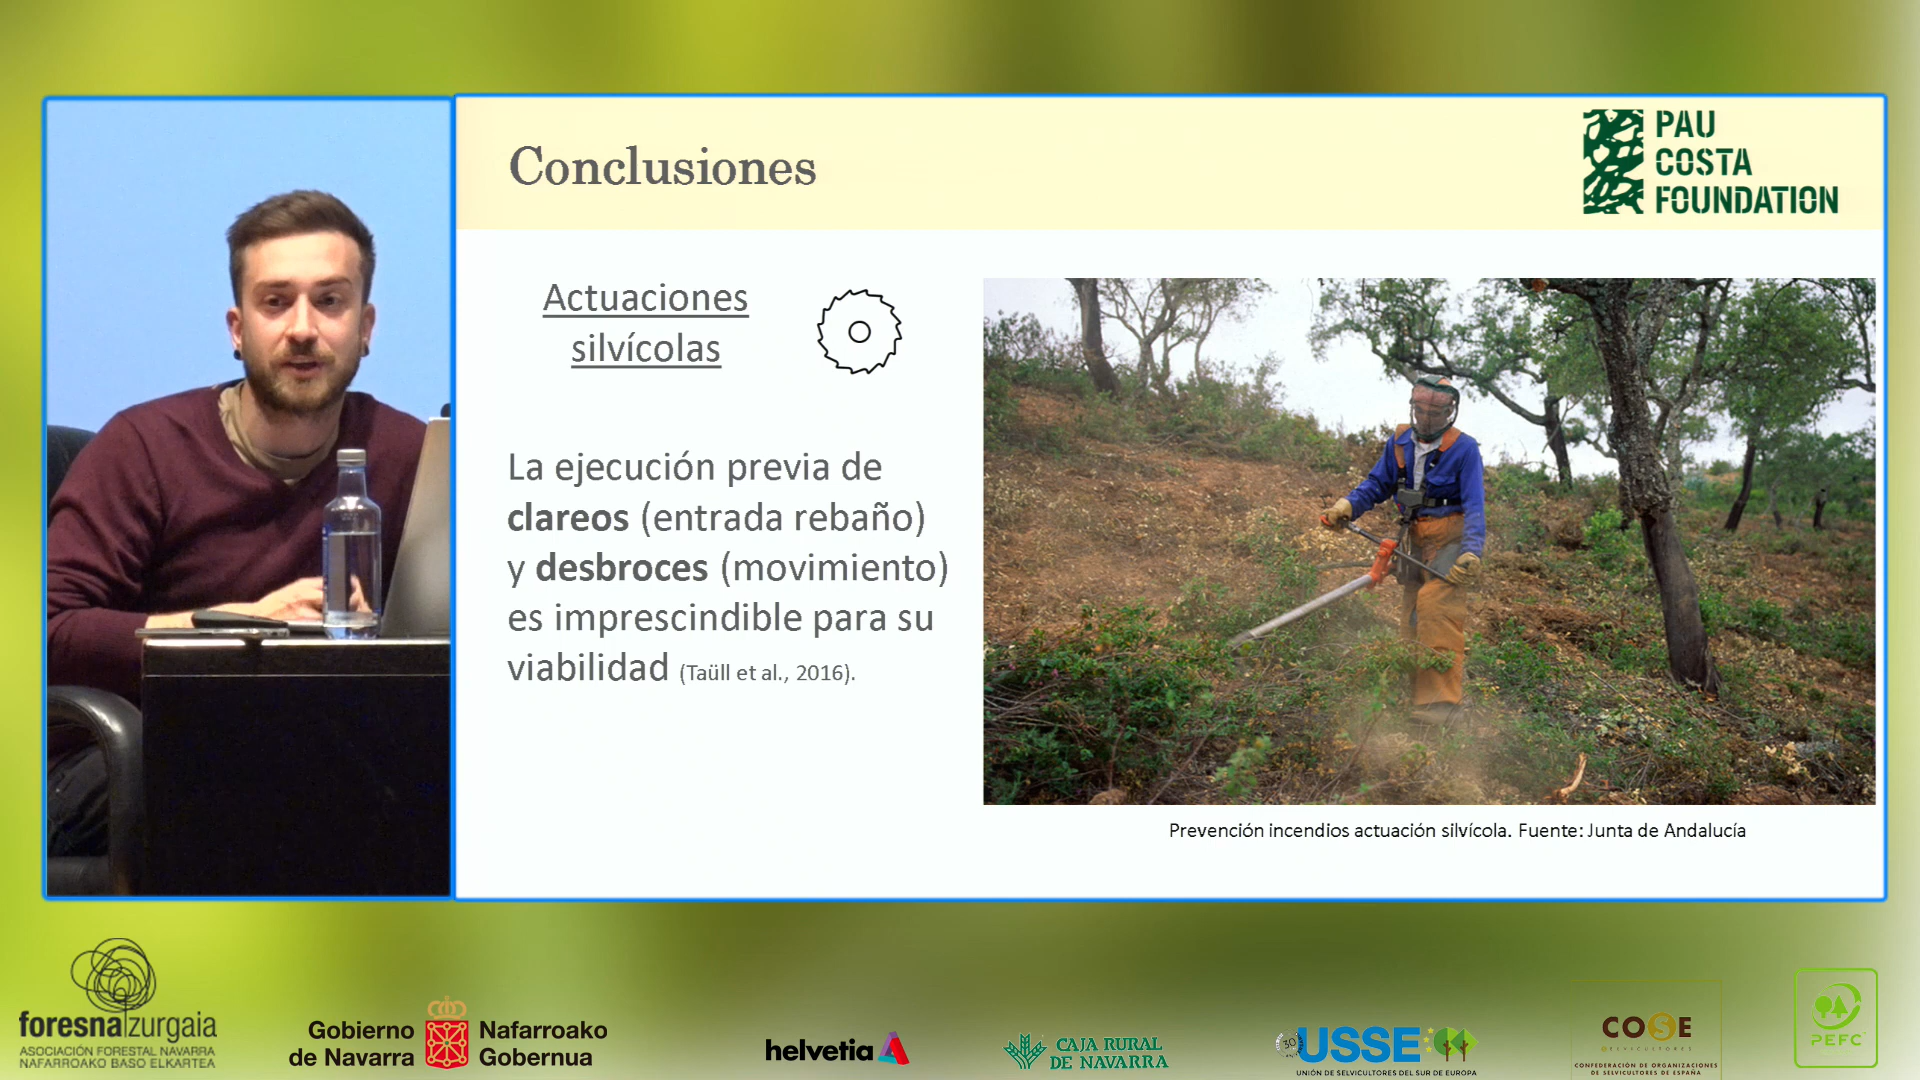 Conclusiones
PAU
COSTA
FOUNDATION
Actuaciones
silvícolas
La ejecución previa de
clareos (entrada rebaño)
y desbroces (movimiento)
es imprescindible para su
viabilidad (Taüll et al., 2016).
Prevención incendios actuación silvícola. Fuente: Junta de Andalucía
foresna zurgaia
ASOCIACIÓN FORESTAL NAVARRA
NAFARROAKO BASO ELKARTEA
Gobierno
de Navarra
Nafarroako
Gobernua
helvetia
CAJA RURAL
DE NAVARRA
30
USSE
UNIÓN DE SELVICULTORES DEL SUR DE EUROPA
COSE
SELVICULTORES
CONFEDERACIÓN DE ORGANIZACIONES
DE SELVICULTORES DE ESPAÑA
PEFC